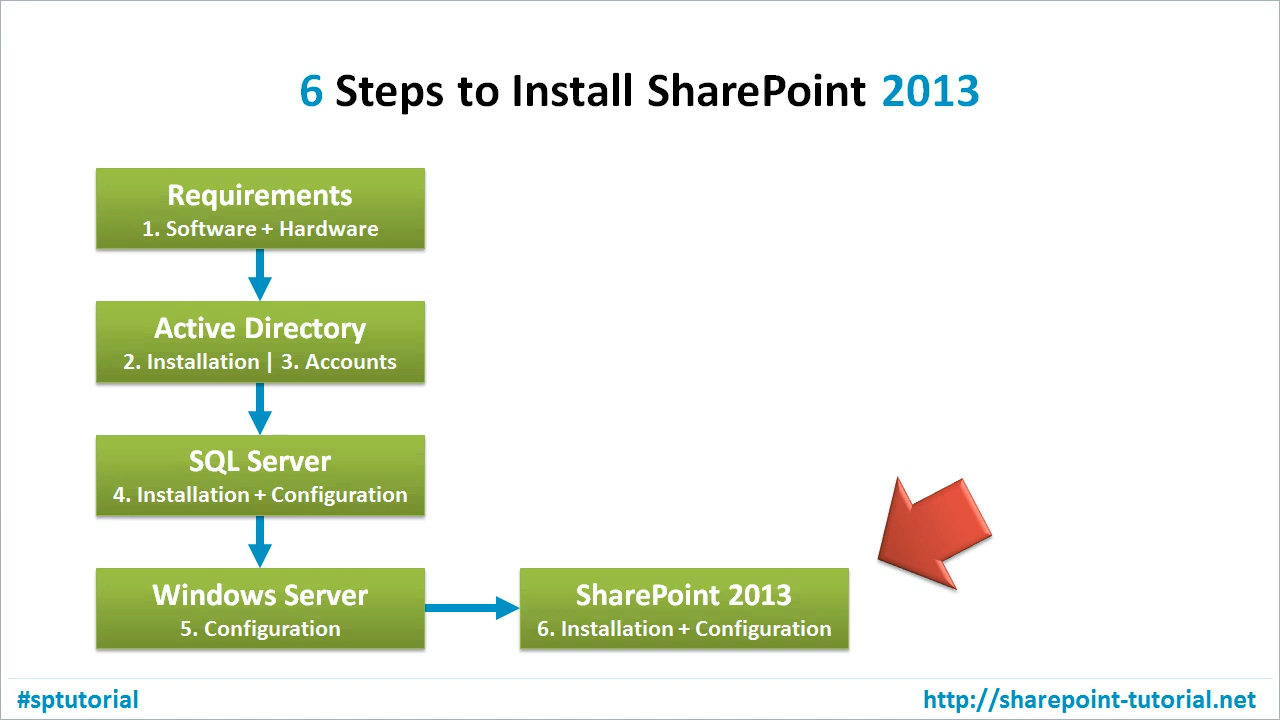 6 Steps to Install SharePoint 2013
Requirements
1. Software + Hardware
Active Directory
2. Installation | 3. Accounts
SQL Server
4. Installation + Configuration
Windows Server
5. Configuration
SharePoint 2013
6. Installation + Configuration
#sptutorial
http://sharepoint-tutorial.net